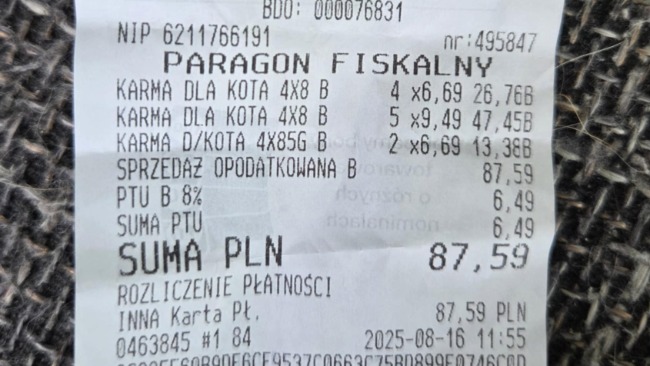 BDO: 000076831
NIP 6211766191 nr:495847
PARAGON FISKALNY
KARMA DLA KOTA 4X8 B 4 x6,69 26,76B
KARMA DLA KOTA 4X8 B 5 x9,49 47,45B
KARMA D/KOTA 4X85G B 2 x6,69 13,38B
SPRZEDAŻ OPODATKOWANA B 87,59
PTU B 8% 6,49
SUMA PTU 6,49
SUMA PLN 87,59
ROZLICZENIE PŁATNOŚCI
INNA Karta Pł. 87,59 PLN
0463845 #1 84 2025-08-16 11:55